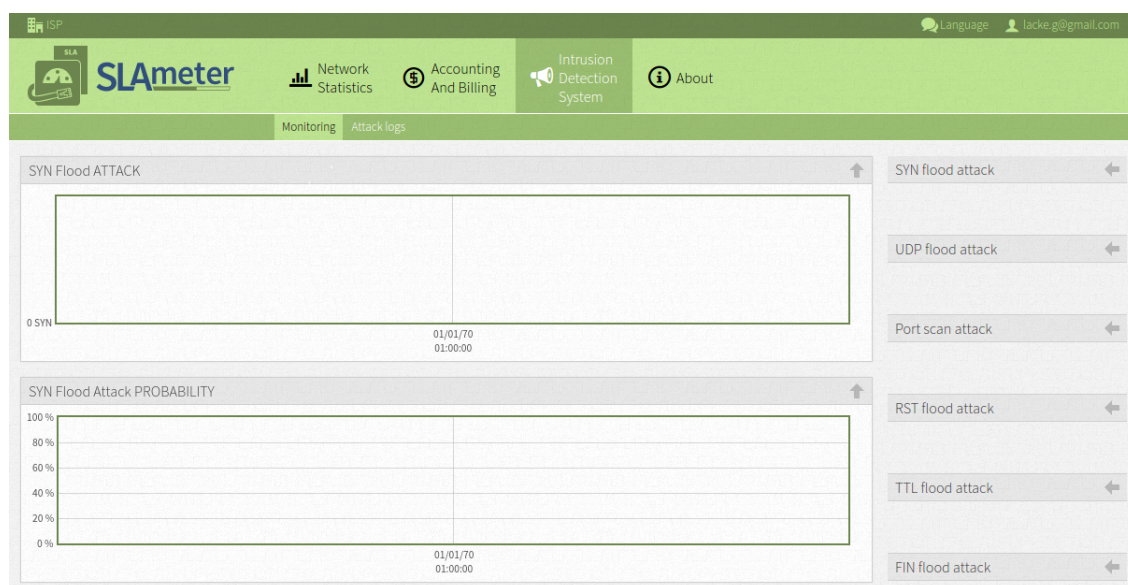 ISP
Language
lacke.g@gmail.com
SLA
SLAmeter
Network
Statistics
Accounting
And Billing
Intrusion
Detection
System
About
Monitoring
Attack logs
SYN Flood ATTACK
0 SYN
01/01/70
01:00:00
SYN Flood Attack PROBABILITY
100 %
80 %
60 %
40 %
20 %
0 %
01/01/70
01:00:00
SYN flood attack
UDP flood attack
Port scan attack
RST flood attack
TTL flood attack
FIN flood attack